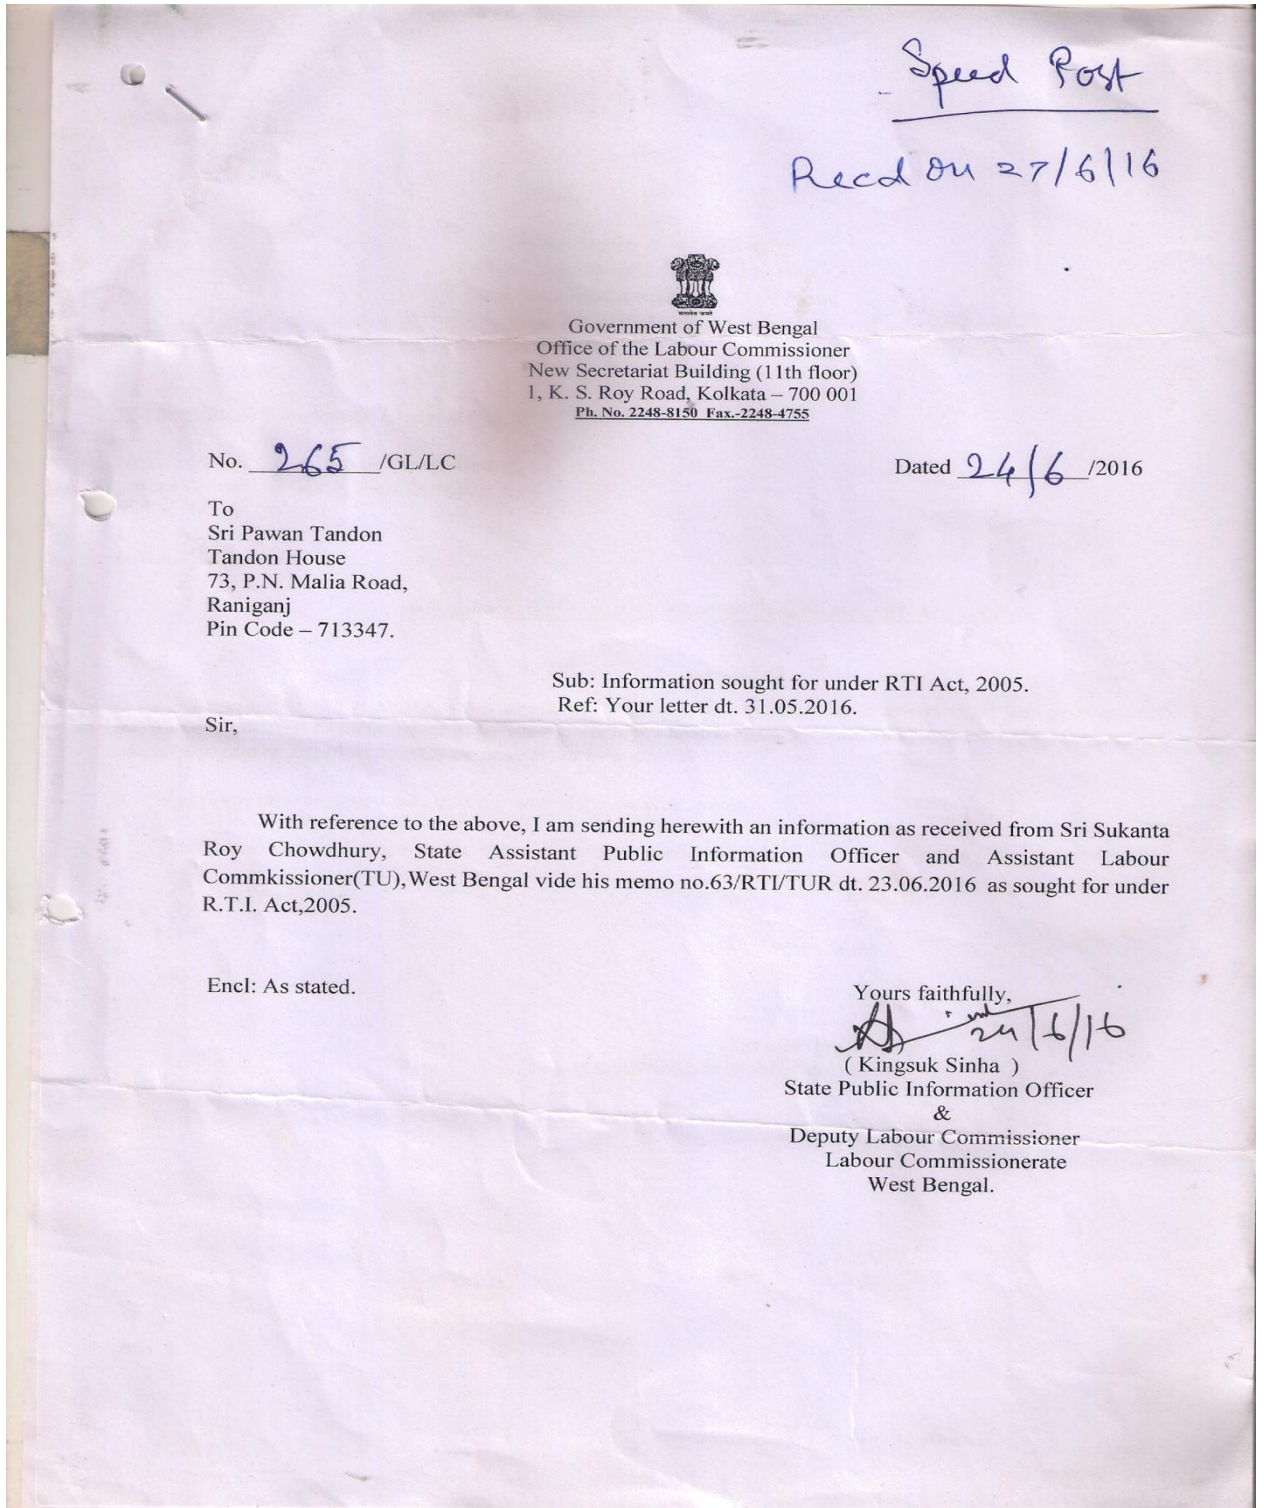 Speed Post
Recd on 27/6/16
सत्यमेव जयते
Government of West Bengal
Office of the Labour Commissioner
New Secretariat Building (11th floor)
1, K. S. Roy Road, Kolkata – 700 001
Ph. No. 2248-8150 Fax.-2248-4755
No. 265 /GL/LC
Dated 24/6 /2016
To
Sri Pawan Tandon
Tandon House
73, P.N. Malia Road,
Raniganj
Pin Code – 713347.
Sub: Information sought for under RTI Act, 2005.
Ref: Your letter dt. 31.05.2016.
Sir,
With reference to the above, I am sending herewith an information as received from Sri Sukanta
Roy Chowdhury, State Assistant Public Information Officer and Assistant Labour
Commkissioner(TU),West Bengal vide his memo no.63/RTI/TUR dt. 23.06.2016 as sought for under
R.T.I. Act,2005.
Encl: As stated.
Yours faithfully,
24/6/16
( Kingsuk Sinha )
State Public Information Officer
&
Deputy Labour Commissioner
Labour Commissionerate
West Bengal.